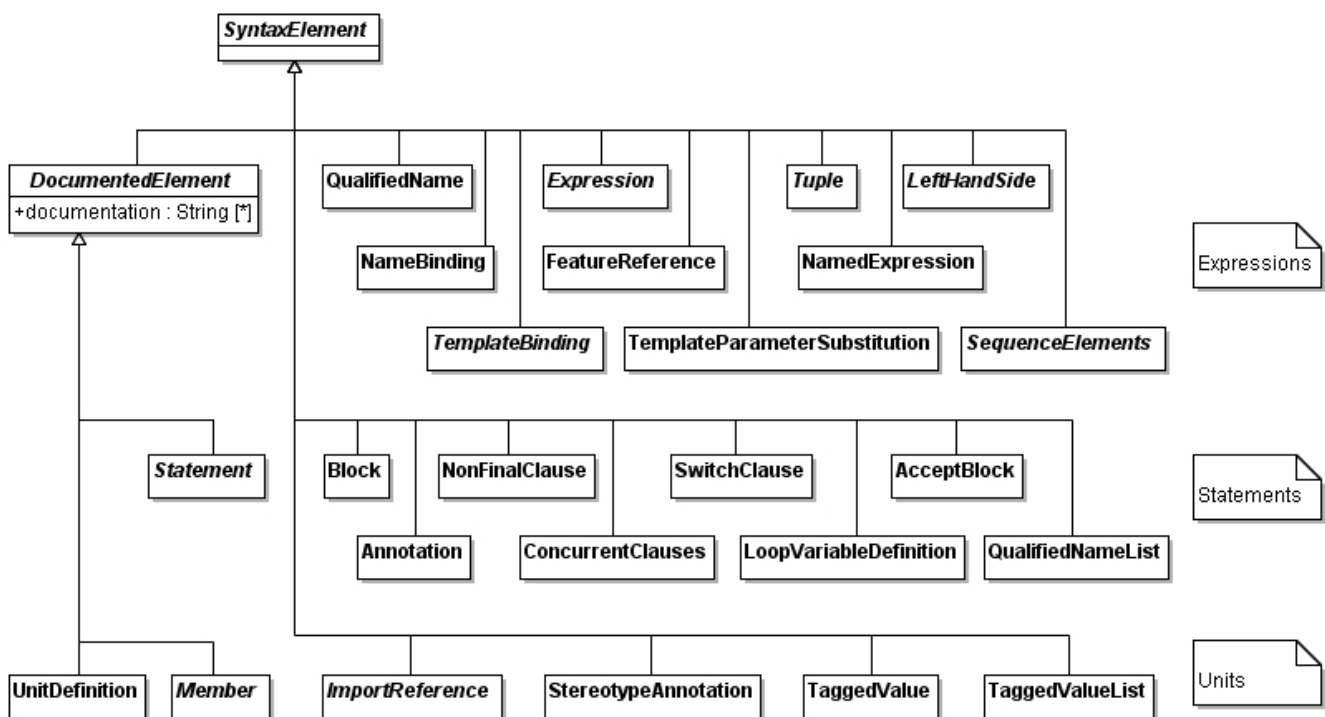 SyntaxElement
DocumentedElement
+documentation : String [*]
QualifiedName
Expression
Tuple
LeftHandSide
NameBinding
FeatureReference
NamedExpression
Expressions
TemplateBinding
TemplateParameterSubstitution
SequenceElements
Statement
Block
NonFinalClause
SwitchClause
AcceptBlock
Statements
Annotation
ConcurrentClauses
LoopVariableDefinition
QualifiedNameList
UnitDefinition
Member
ImportReference
StereotypeAnnotation
TaggedValue
TaggedValueList
Units